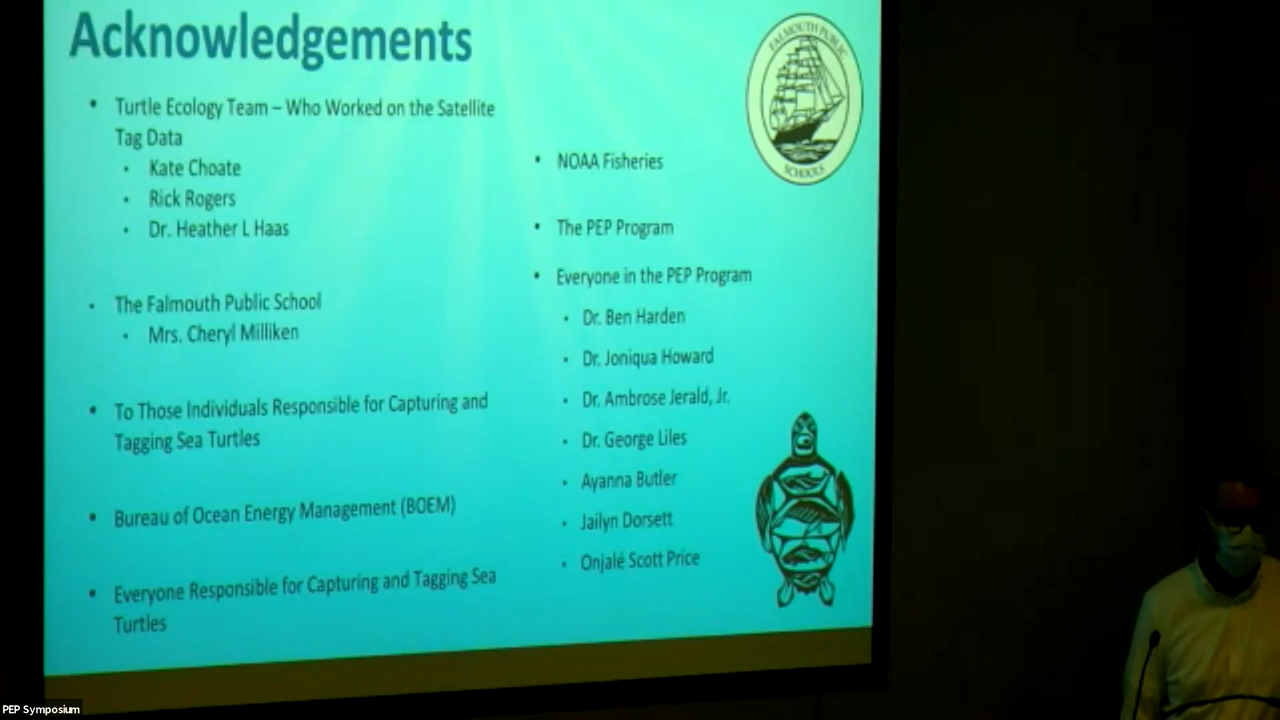 Acknowledgements
Turtle Ecology Team – Who Worked on the Satellite
Tag Data
Kate Choate
Rick Rogers
Dr. Heather L Haas
The Falmouth Public School
Mrs. Cheryl Milliken
To Those Individuals Responsible for Capturing and
Tagging Sea Turtles
Bureau of Ocean Energy Management (BOEM)
Everyone Responsible for Capturing and Tagging Sea
Turtles
NOAA Fisheries
The PEP Program
Everyone in the PEP Program
Dr. Ben Harden
Dr. Joniqua Howard
Dr. Ambrose Jerald, Jr.
Dr. George Liles
Ayanna Butler
Jailyn Dorsett
Onjalé Scott Price
FALMOUTH PUBLIC
SCHOOLS
PEP Symposium